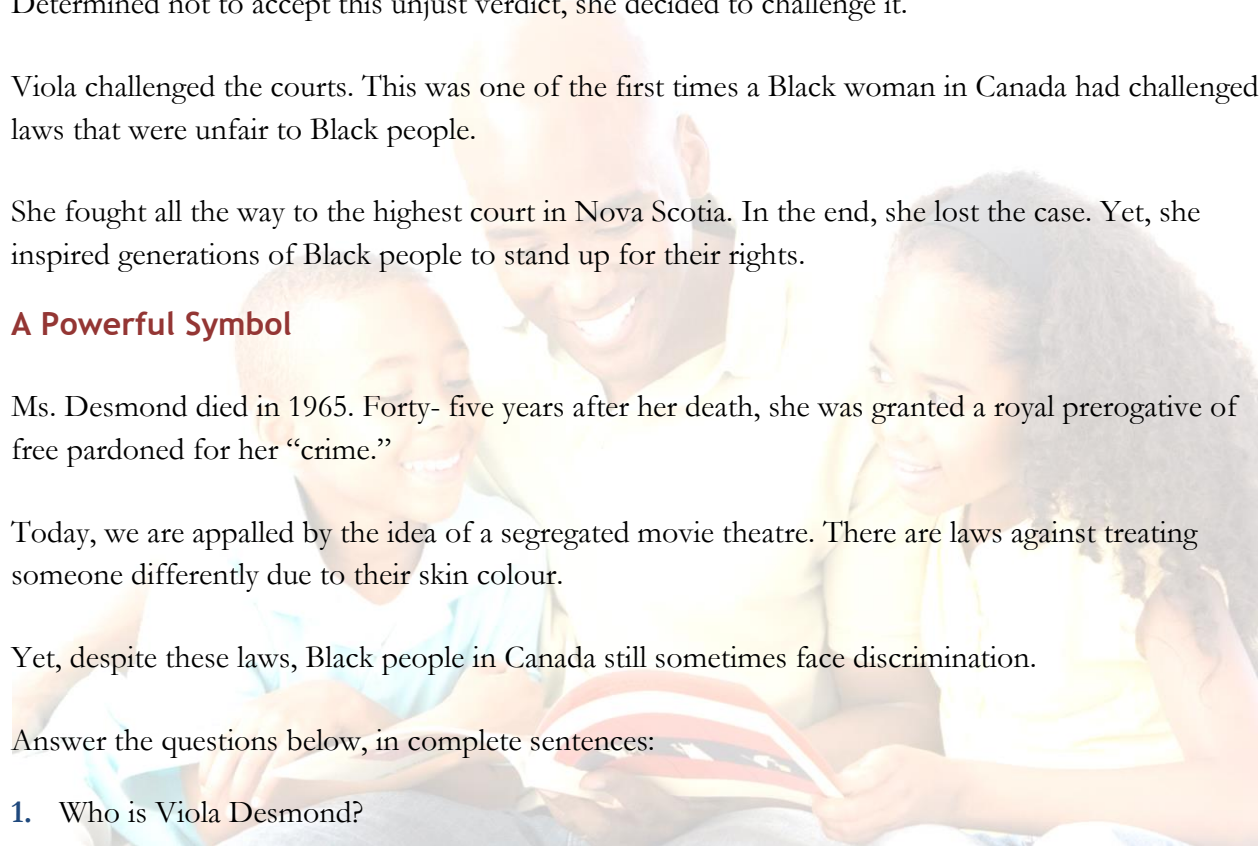 Determined not to accept this unjust verdict, she decided to challenge it.
Viola challenged the courts. This was one of the first times a Black woman in Canada had challenged
laws that were unfair to Black people.
She fought all the way to the highest court in Nova Scotia. In the end, she lost the case. Yet, she
inspired generations of Black people to stand up for their rights.
A Powerful Symbol
Ms. Desmond died in 1965. Forty- five years after her death, she was granted a royal prerogative of
free pardoned for her “crime.”
Today, we are appalled by the idea of a segregated movie theatre. There are laws against treating
someone differently due to their skin colour.
Yet, despite these laws, Black people in Canada still sometimes face discrimination.
Answer the questions below, in complete sentences:
1. Who is Viola Desmond?